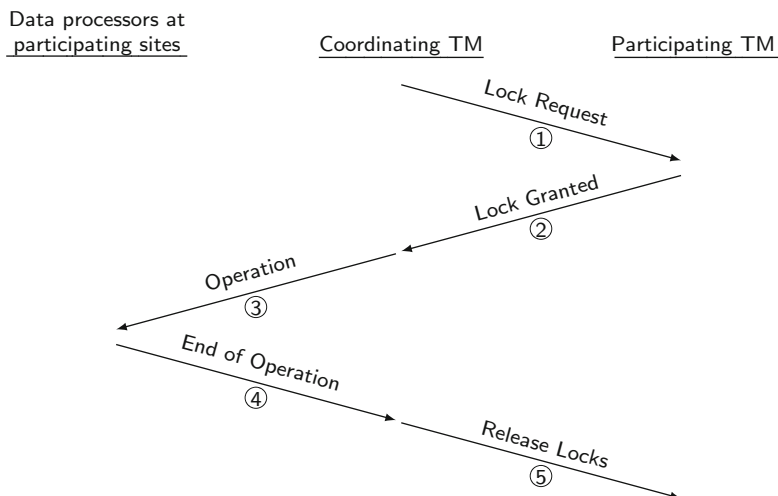 Data processors at
participating sites
Coordinating TM
Participating TM
Lock Request
①
Lock Granted
②
Operation
③
End of Operation
④
Release Locks
⑤